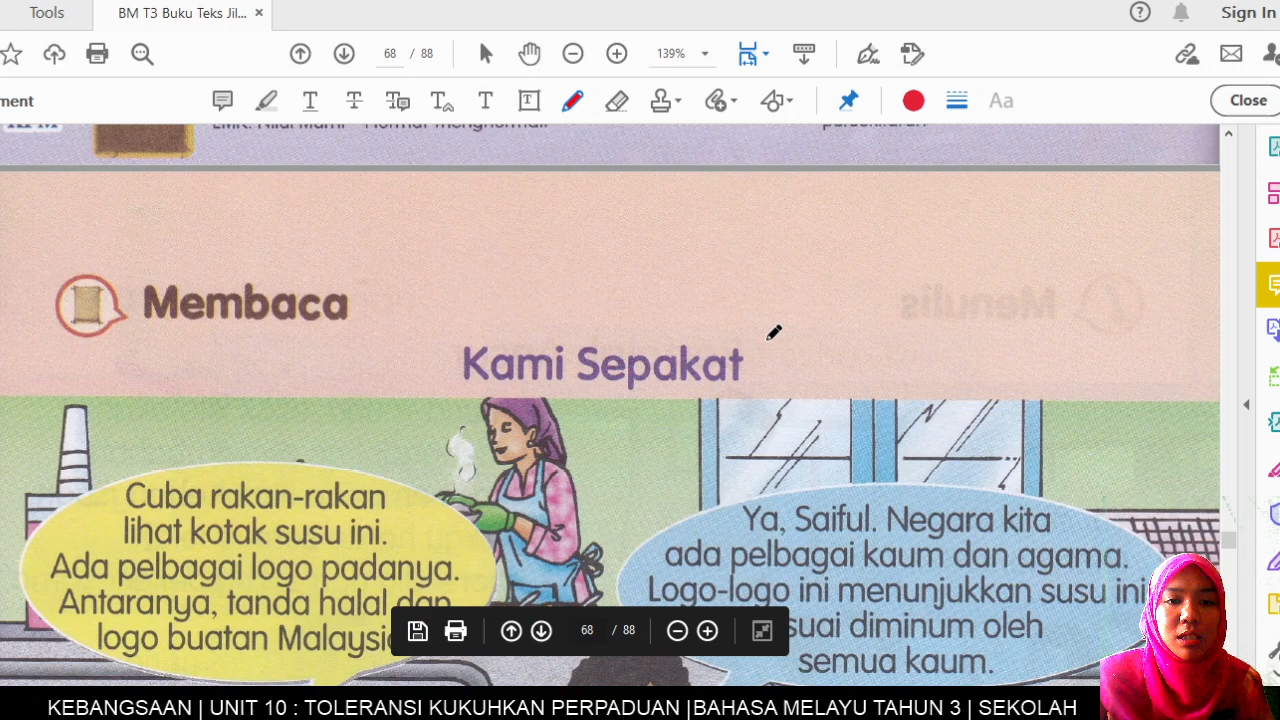 Tools
BM T3 Buku Teks Jil... ×
Sign In
68 / 88
139%
Aa
Close
Membaca
Menulis
Kami Sepakat
Cuba rakan-rakan
lihat kotak susu ini.
Ada pelbagai logo padanya.
Antaranya, tanda halal dan
logo buatan
Ya, Saiful. Negara kita
ada pelbagai kaum dan agama.
Logo-logo ini menunjukkan susu ini
diminum oleh
semua kaum.
68 / 88
KEBANGSAAN | UNIT 10 : TOLERANSI KUKUHKAN PERPADUAN |BAHASA MELAYU TAHUN 3 | SEKOLAH